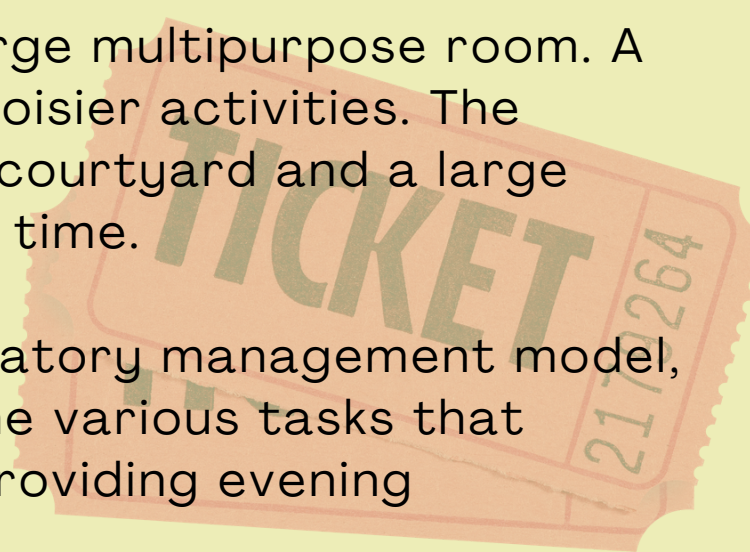 rge multipurpose room. A
oisier activities. The
courtyard and a large
time.
atory management model,
e various tasks that
roviding evening
TICKET